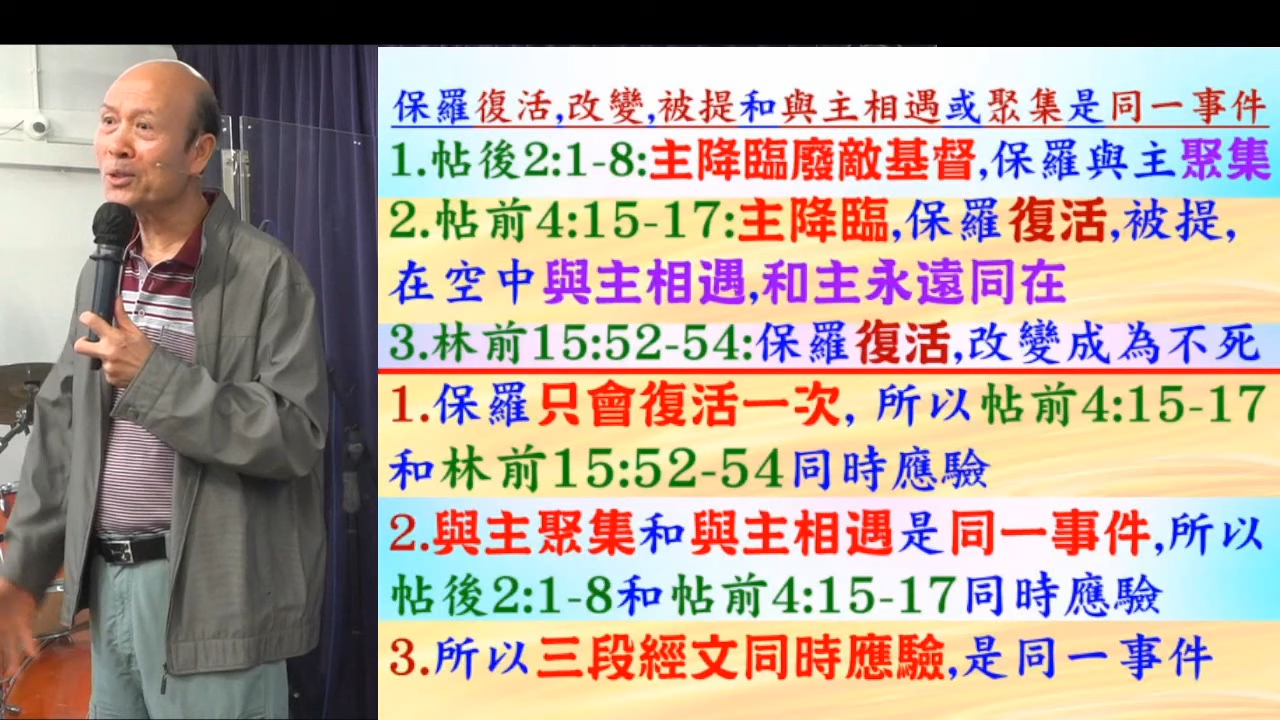 保羅復活,改變,被提和與主相遇或聚集是同一事件
1.帖後2:1-8:主降臨廢敵基督,保羅與主聚集
2.帖前4:15-17:主降臨,保羅復活,被提,
在空中與主相遇,和主永遠同在
3.林前15:52-54:保羅復活,改變成為不死
1.保羅只會復活一次, 所以帖前4:15-17
和林前15:52-54同時應驗
2.與主聚集和與主相遇是同一事件,所以
帖後2:1-8和帖前4:15-17同時應驗
3.所以三段經文同時應驗,是同一事件